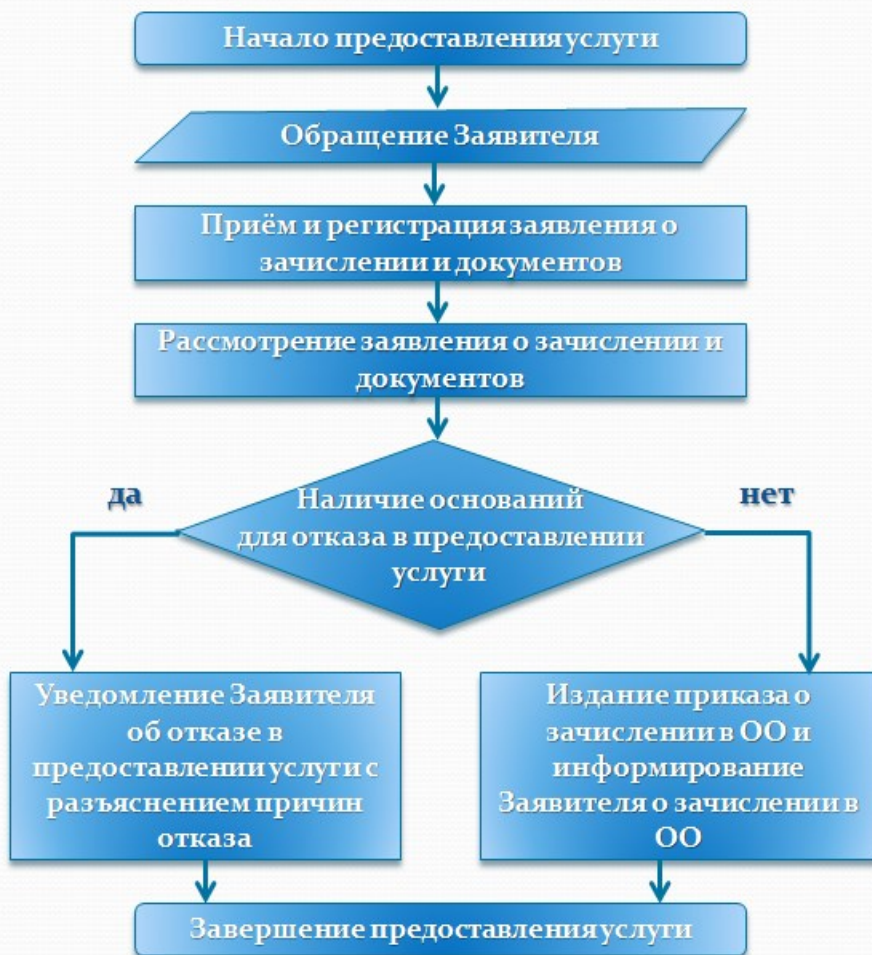 Начало предоставления услуги
Обращение Заявителя
Приём и регистрация заявления о
зачислении и документов
Рассмотрение заявления о зачислении и
документов
да
нет
Наличие оснований
для отказа в предоставлении
услуги
Уведомление Заявителя
об отказе в
предоставлении услуги с
разъяснением причин
отказа
Издание приказа о
зачислении в ОО и
информирование
Заявителя о зачислении в
ОО
Завершение предоставления услуги